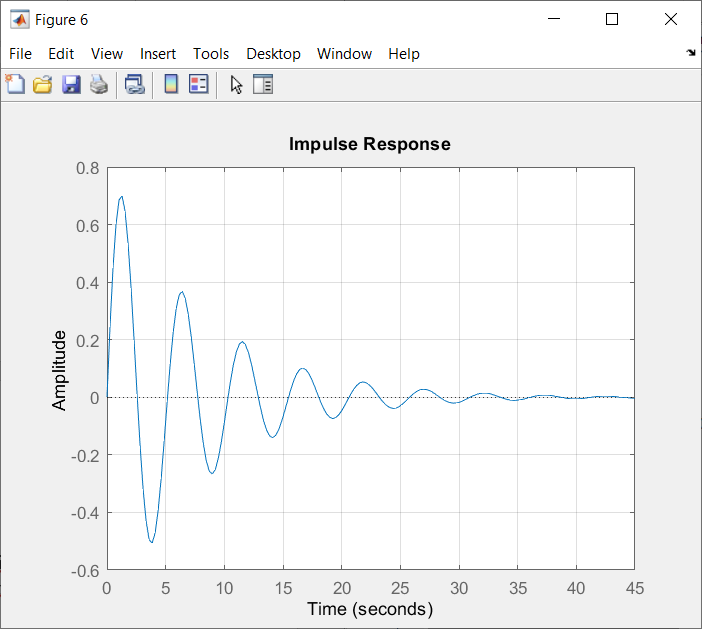 Figure 6
File Edit View Insert Tools Desktop Window Help
Impulse Response
0.8
0.6
0.4
0.2
0
-0.2
-0.4
-0.6
Amplitude
0 5 10 15 20 25 30 35 40 45
Time (seconds)